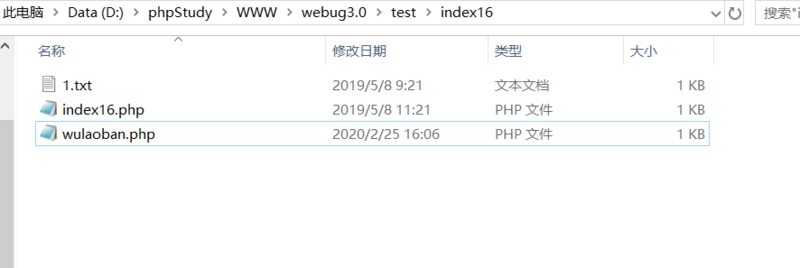 此电脑 > Data (D:) > phpStudy > WWW > webug3.0 > test > index16
名称 修改日期 类型 大小
1.txt 2019/5/8 9:21 文本文档 1 KB
index16.php 2019/5/8 11:21 PHP 文件 1 KB
wulaoban.php 2020/2/25 16:06 PHP 文件 1 KB